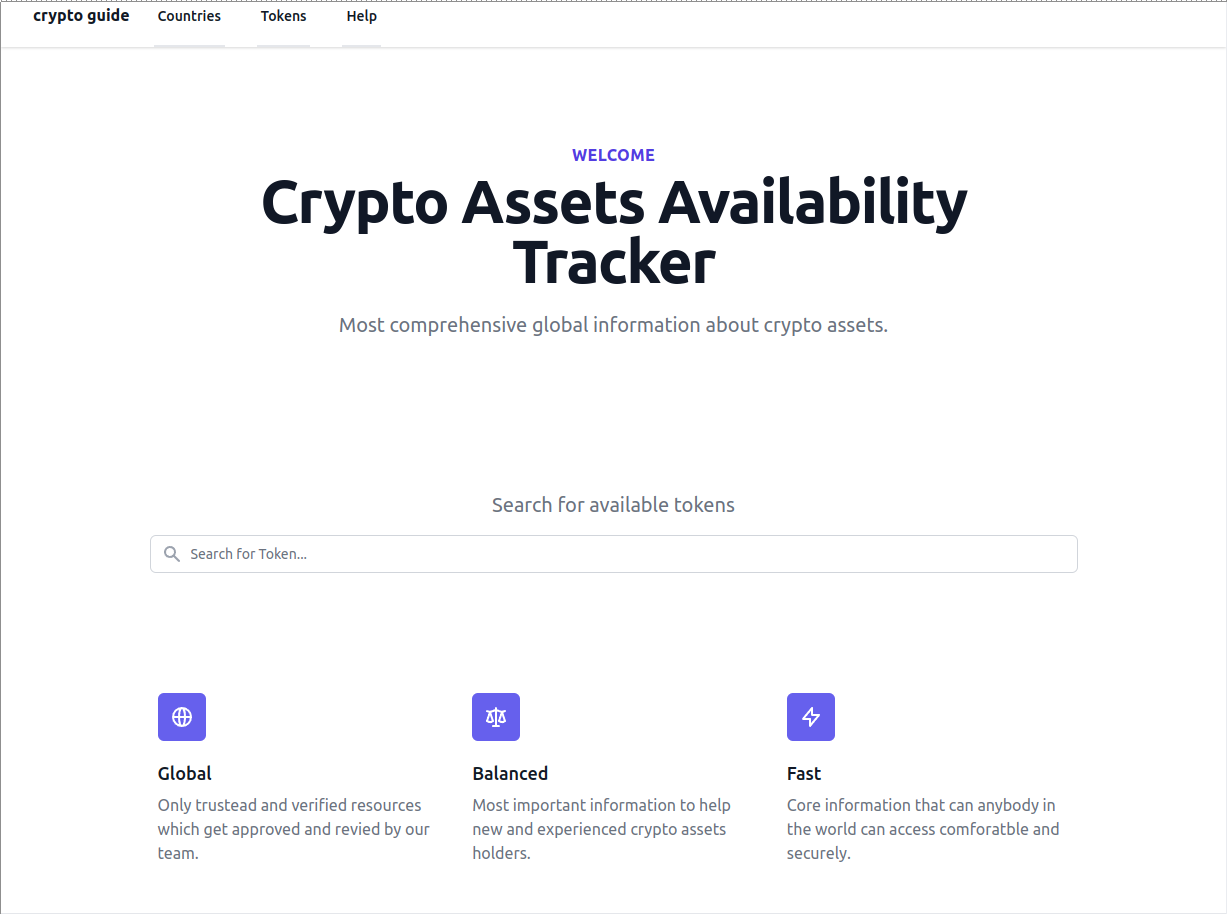 crypto guide Countries Tokens Help
WELCOME
Crypto Assets Availability
Tracker
Most comprehensive global information about crypto assets.
Search for available tokens
Search for Token...
Global
Only trustead and verified resources
which get approved and revied by our
team.
Balanced
Most important information to help
new and experienced crypto assets
holders.
Fast
Core information that can anybody in
the world can access comforatble and
securely.